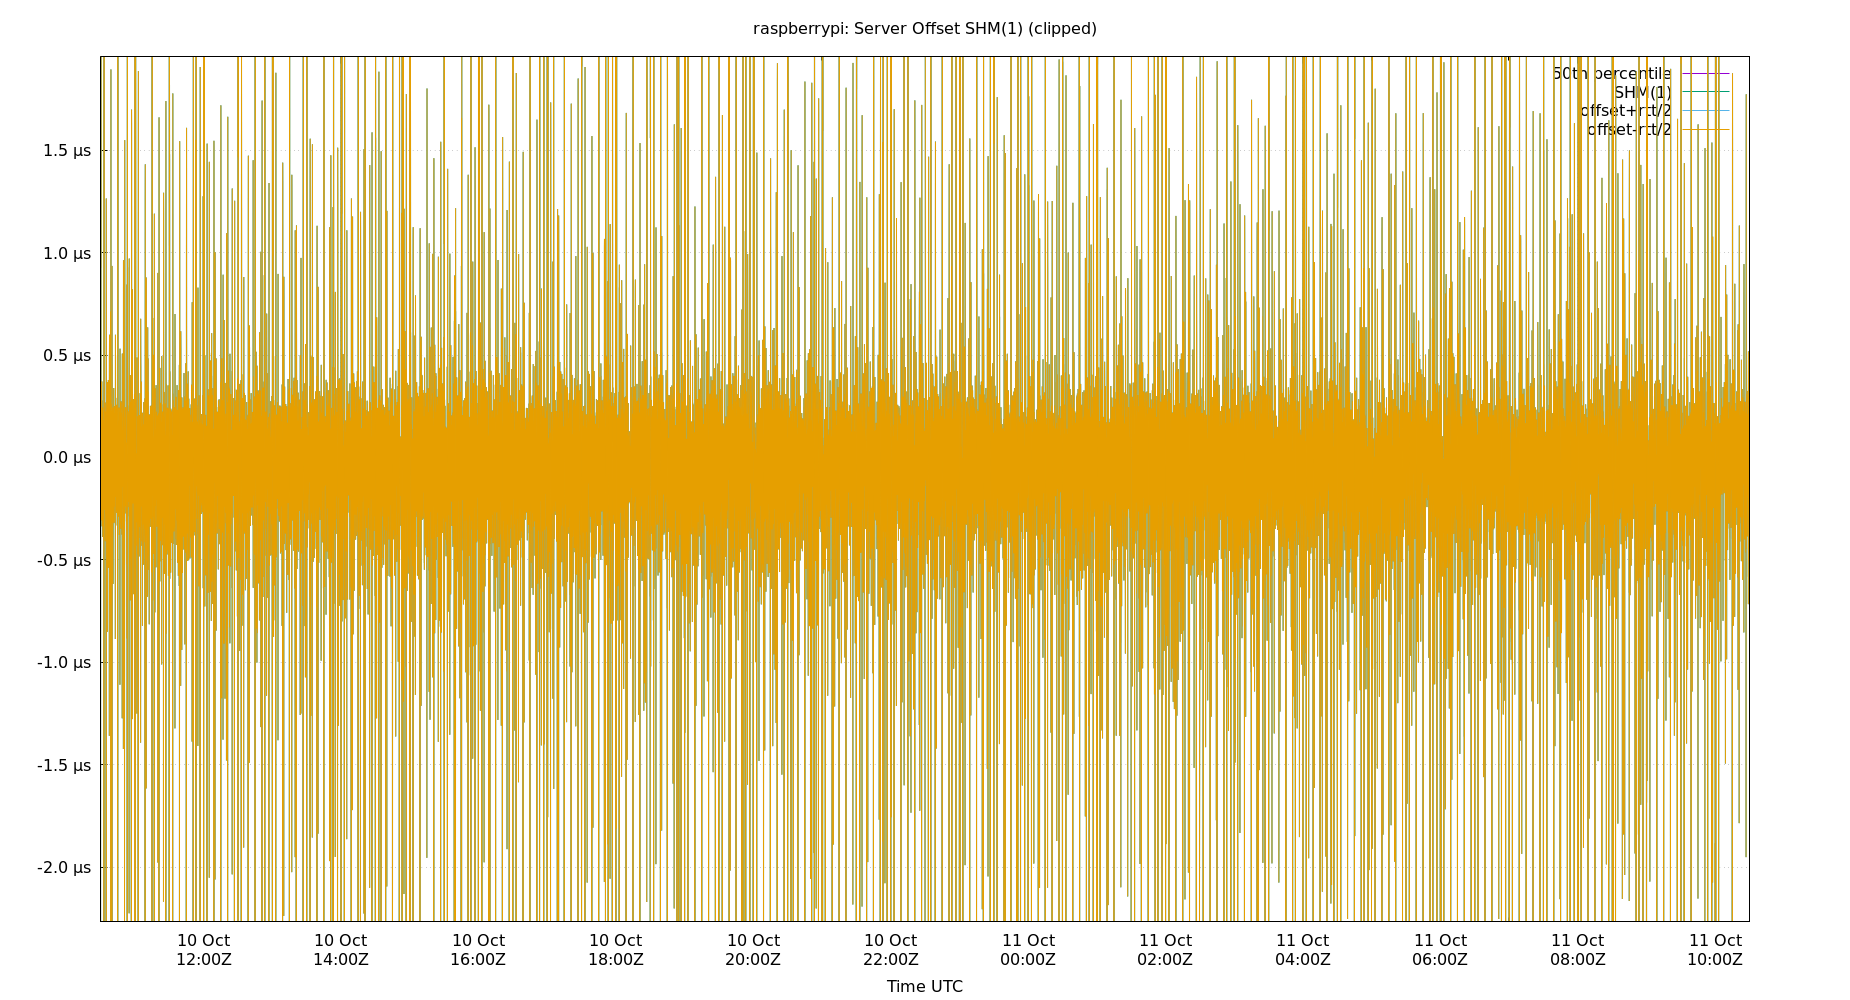 raspberrypi: Server Offset SHM(1) (clipped)
50th percentile
SHM(1)
offset+rtt/2
offset-rtt/2
1.5 µs
1.0 µs
0.5 µs
0.0 µs
-0.5 µs
-1.0 µs
-1.5 µs
-2.0 µs
10 Oct 10 Oct 10 Oct 10 Oct 10 Oct 10 Oct 11 Oct 11 Oct 11 Oct 11 Oct 11 Oct 11 Oct
12:00Z 14:00Z 16:00Z 18:00Z 20:00Z 22:00Z 00:00Z 02:00Z 04:00Z 06:00Z 08:00Z 10:00Z
Time UTC